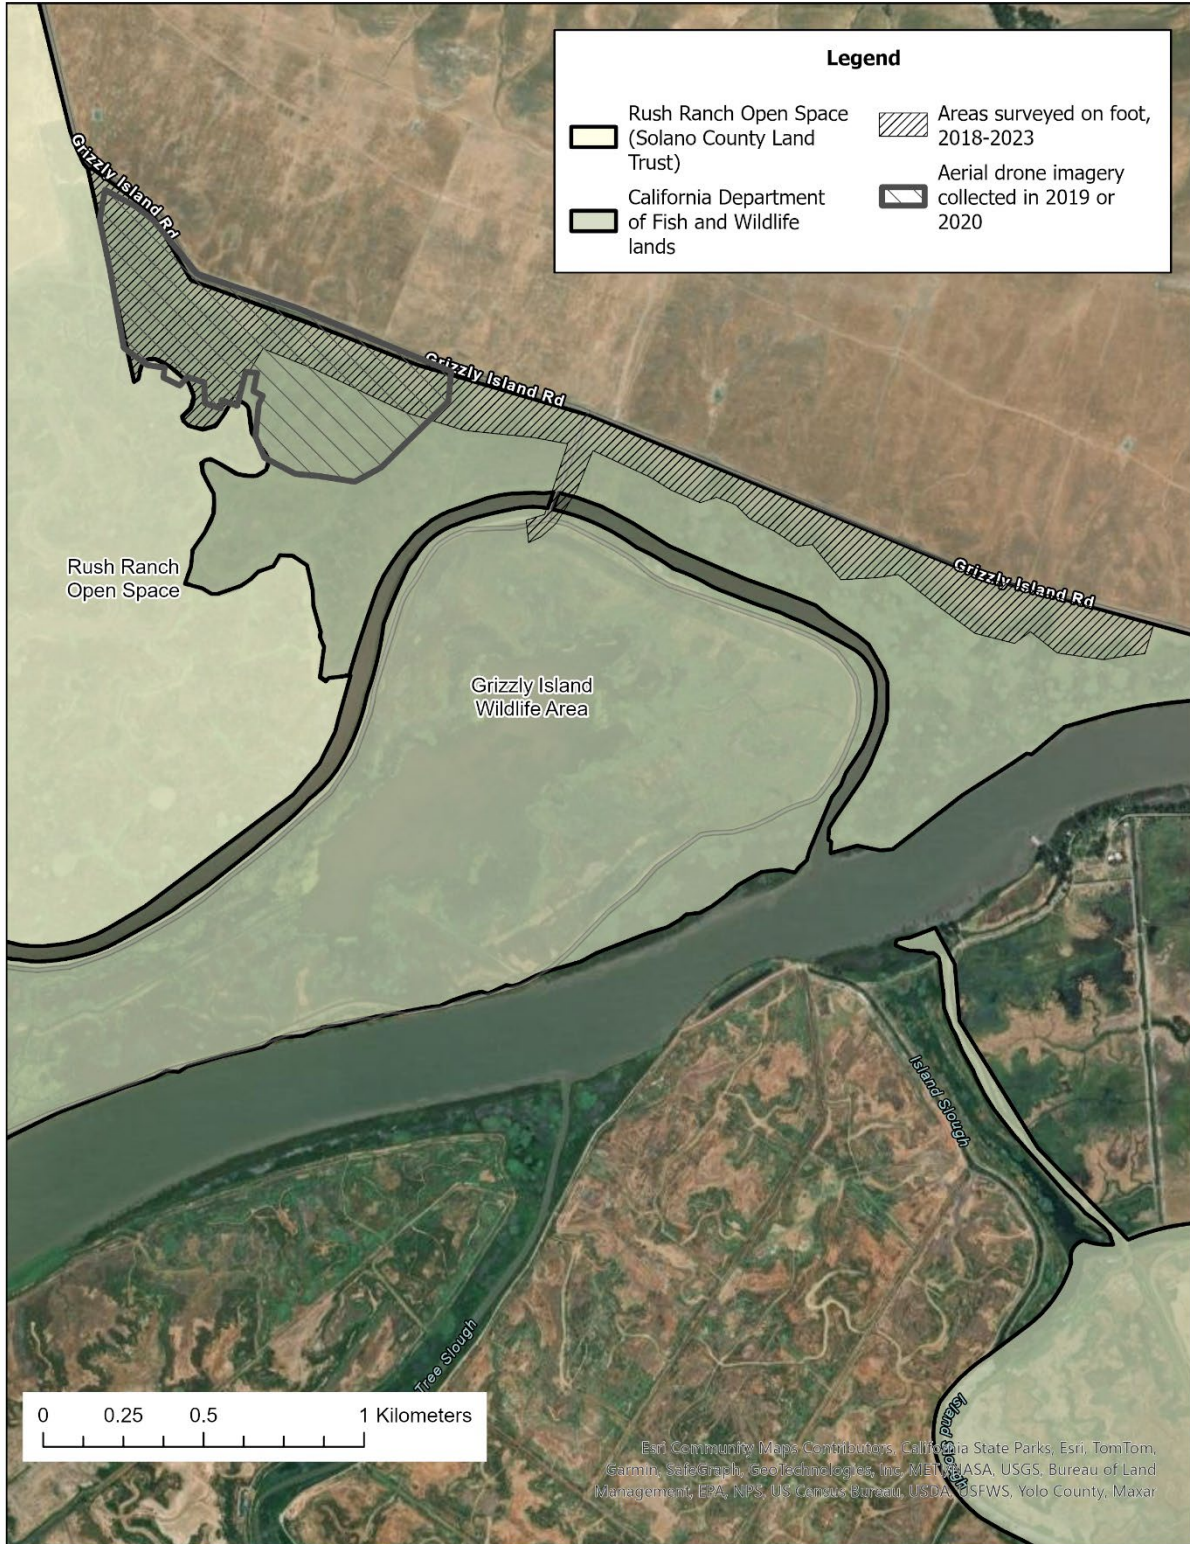 Legend
Rush Ranch Open Space
(Solano County Land
Trust)
California Department
of Fish and Wildlife
lands
Areas surveyed on foot,
2018-2023
Aerial drone imagery
collected in 2019 or
2020
Grizzly Island Rd
Grizzly Island Rd
Grizzly Island Rd
Rush Ranch
Open Space
Grizzly Island
Wildlife Area
Island Slough
Tree Slough
Island Slough
0 0.25 0.5 1 Kilometers
Esri Community Maps Contributors, California State Parks, Esri, TomTom,
Garmin, SafeGraph, GeoTechnologies, Inc, METI/NASA, USGS, Bureau of Land
Management, EPA, NPS, US Census Bureau, USDA, USFWS, Yolo County, Maxar